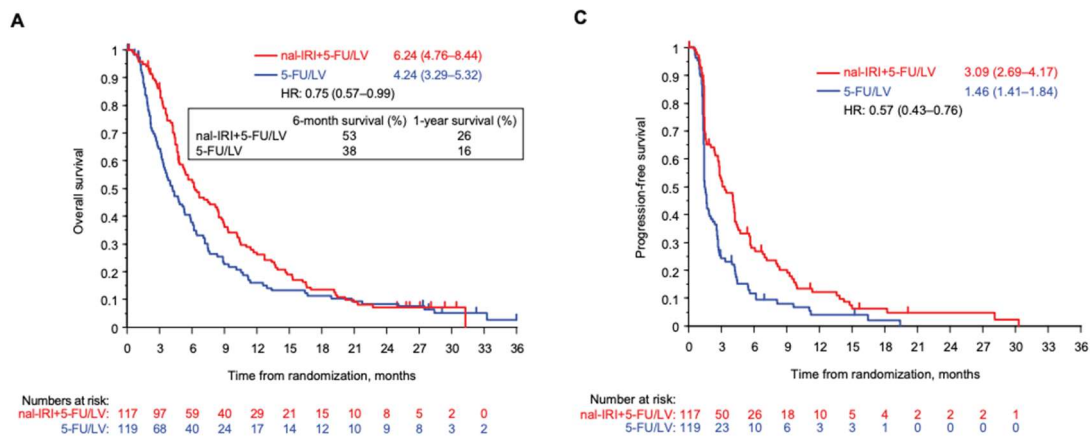 A
nal-IRI+5-FU/LV 6.24 (4.76–8.44)
5-FU/LV 4.24 (3.29–5.32)
HR: 0.75 (0.57–0.99)
6-month survival (%) 1-year survival (%)
nal-IRI+5-FU/LV 53 26
5-FU/LV 38 16
Overall survival
1
0.9
0.8
0.7
0.6
0.5
0.4
0.3
0.2
0.1
0
0 3 6 9 12 15 18 21 24 27 30 33 36
Time from randomization, months
Numbers at risk:
nal-IRI+5-FU/LV: 117 97 59 40 29 21 15 10 8 5 2 0
5-FU/LV: 119 68 40 24 17 14 12 10 9 8 3 2
C
nal-IRI+5-FU/LV 3.09 (2.69–4.17)
5-FU/LV 1.46 (1.41–1.84)
HR: 0.57 (0.43–0.76)
Progression-free survival
1
0.9
0.8
0.7
0.6
0.5
0.4
0.3
0.2
0.1
0
0 3 6 9 12 15 18 21 24 27 30 33 36
Time from randomization, months
Number at risk:
nal-IRI+5-FU/LV: 117 50 26 18 10 5 4 2 2 2 1
5-FU/LV: 119 23 10 6 3 3 1 0 0 0 0